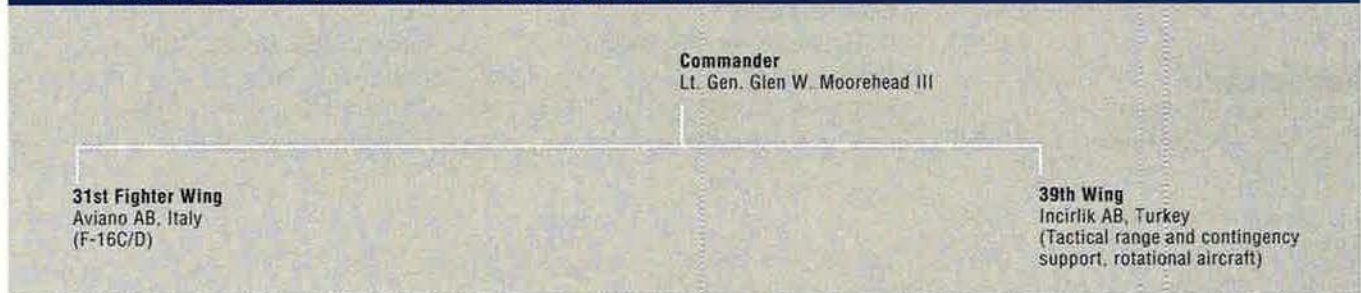 Commander
Lt. Gen. Glen W. Moorehead III
31st Fighter Wing
Aviano AB, Italy
(F-16C/D)
39th Wing
Incirlik AB, Turkey
(Tactical range and contingency
support, rotational aircraft)